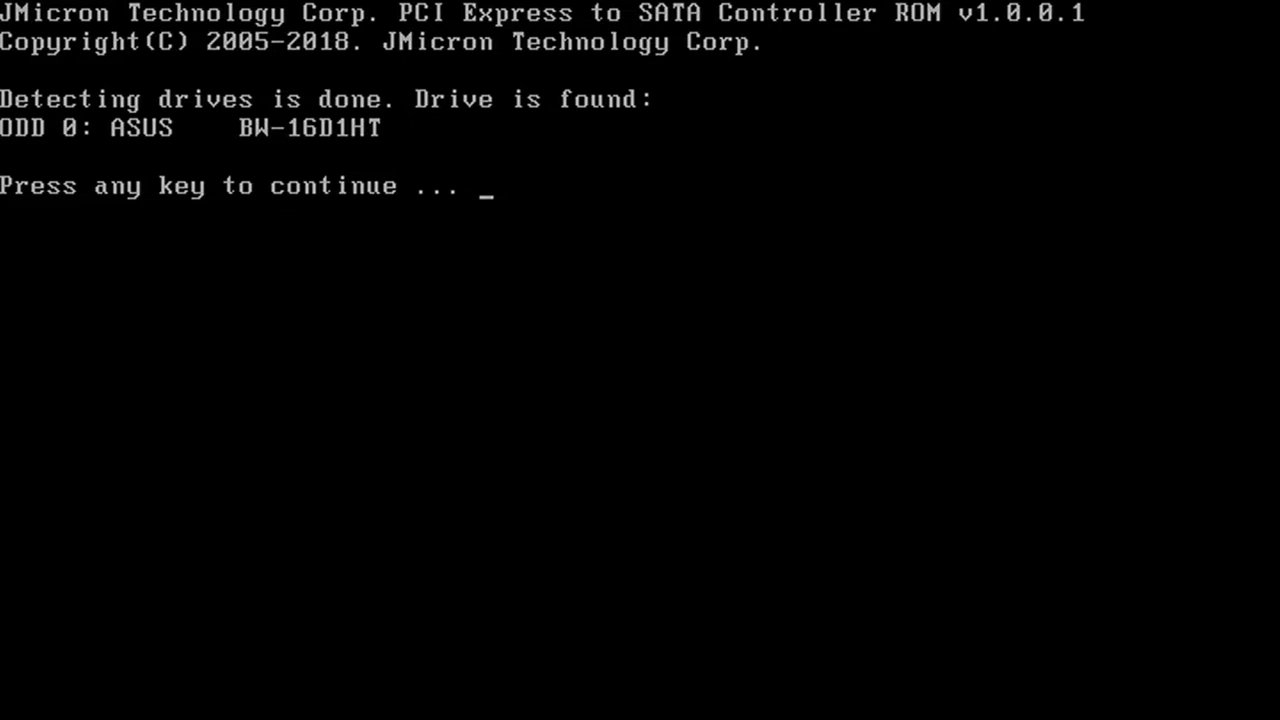 JMicron Technology Corp. PCI Express to SATA Controller ROM v1.0.0.1
Copyright(C) 2005-2018. JMicron Technology Corp.
Detecting drives is done. Drive is found:
ODD 0: ASUS    BW-16D1HT
Press any key to continue ... _